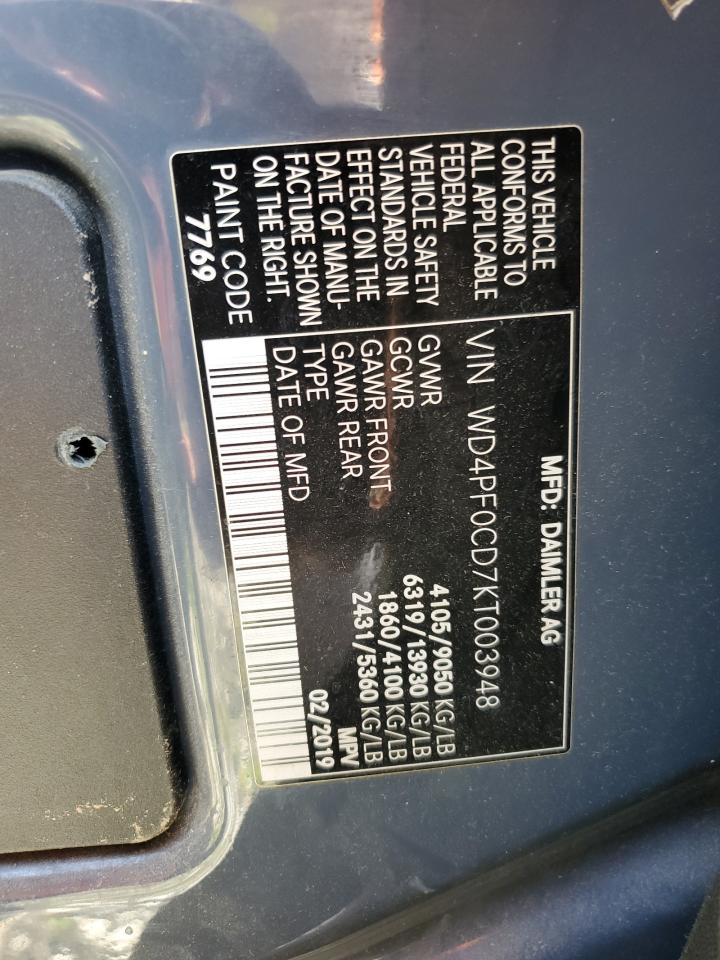 THIS VEHICLE
CONFORMS TO
ALL APPLICABLE
FEDERAL
VEHICLE SAFETY
STANDARDS IN
EFFECT ON THE
DATE OF MANU-
FACTURE SHOWN
ON THE RIGHT.
PAINT CODE
7769
MFD: DAIMLER AG
VIN WD4PF0CD7KT003948
GVWR 4105/9050 KG/LB
GCWR 6319/13930 KG/LB
GAWR FRONT 1860/4100 KG/LB
GAWR REAR 2431/5360 KG/LB
TYPE MPV
DATE OF MFD 02/2019